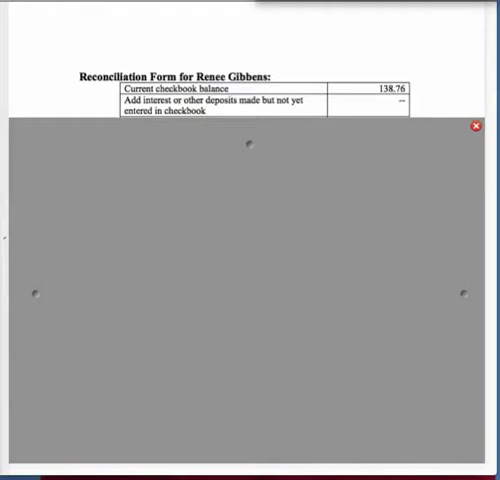 Reconciliation Form for Renee Gibbens:
Current checkbook balance 138.76
Add interest or other deposits made but not yet --
entered in checkbook